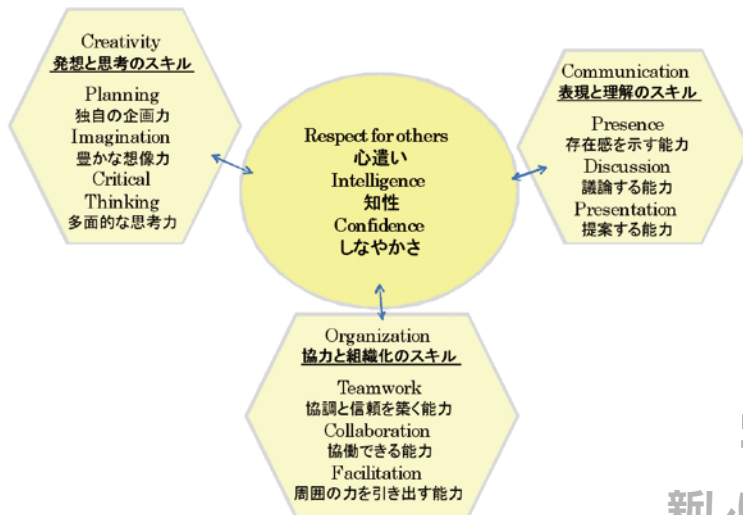 Creativity
発想と思考のスキル
Planning
独自の企画力
Imagination
豊かな想像力
Critical
Thinking
多面的な思考力
Respect for others
心遣い
Intelligence
知性
Confidence
しなやかさ
Communication
表現と理解のスキル
Presence
存在感を示す能力
Discussion
議論する能力
Presentation
提案する能力
Organization
協力と組織化のスキル
Teamwork
協調と信頼を築く能力
Collaboration
協働できる能力
Facilitation
周囲の力を引き出す能力
新し